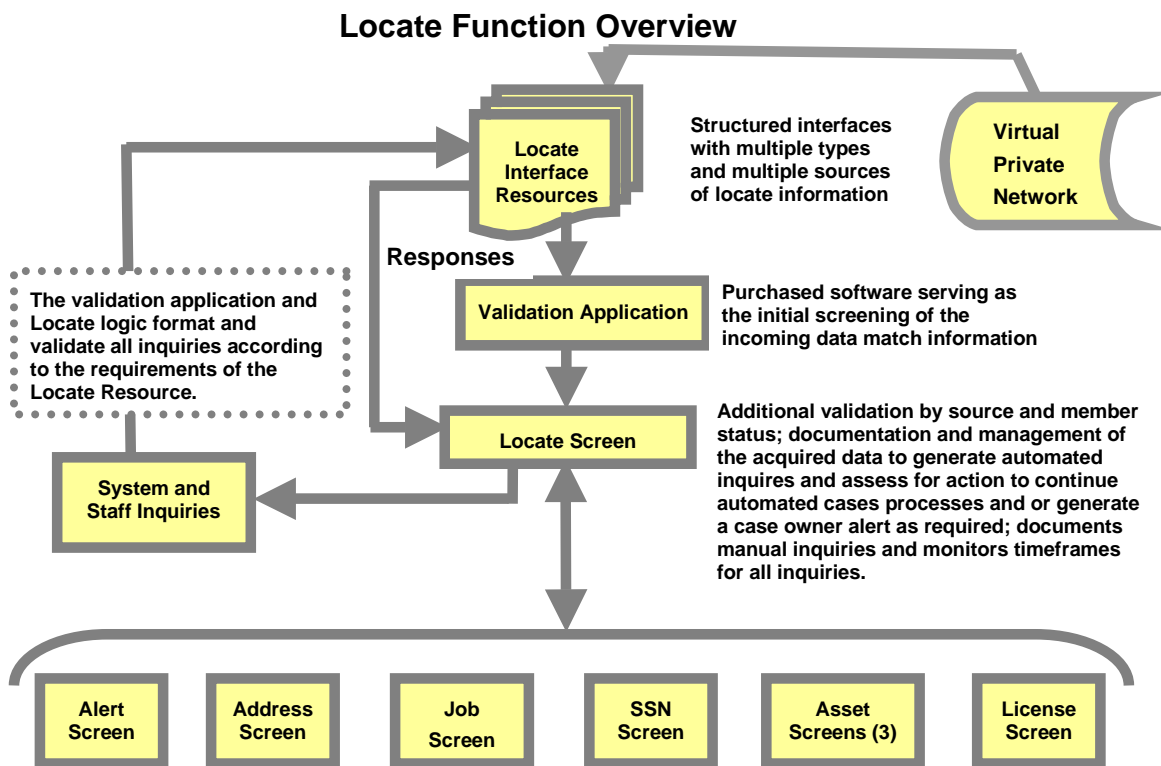 Locate Function Overview
Locate
Interface
Resources
Structured interfaces
with multiple types
and multiple sources
of locate information
Virtual
Private
Network
Responses
The validation application and
Locate logic format and
validate all inquiries according
to the requirements of the
Locate Resource.
Validation Application
Purchased software serving as
the initial screening of the
incoming data match information
Locate Screen
Additional validation by source and member
status; documentation and management of
the acquired data to generate automated
inquires and assess for action to continue
automated cases processes and or generate
a case owner alert as required; documents
manual inquiries and monitors timeframes
for all inquiries.
System and
Staff Inquiries
Alert
Screen
Address
Screen
Job
Screen
SSN
Screen
Asset
Screens (3)
License
Screen